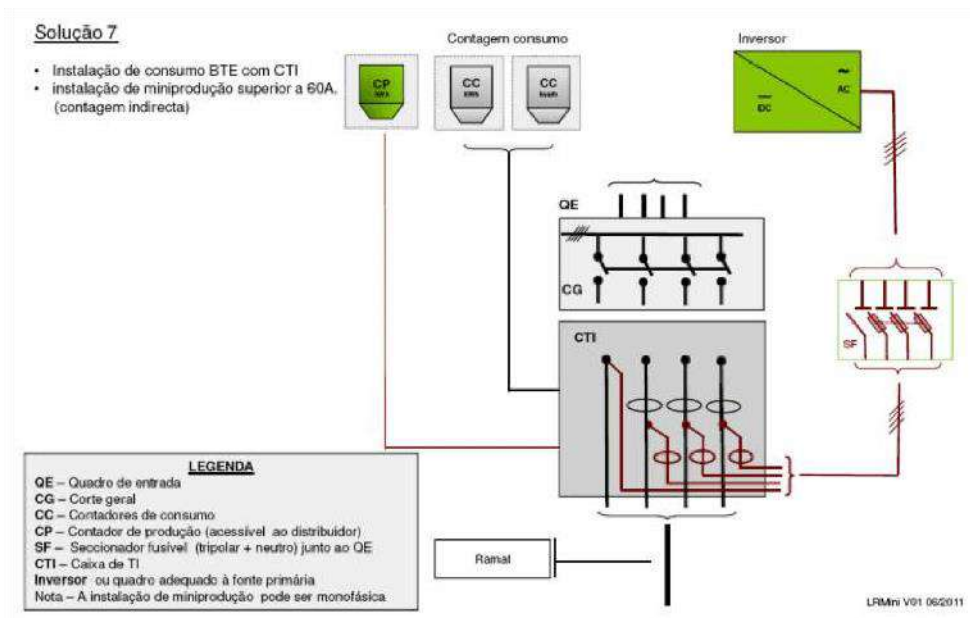 Solução 7
• Instalação de consumo BTE com CTI
• instalação de miniprodução superior a 60A.
(contagem indirecta)
Contagem consumo
CP
CC
kWh
CC
Inversor
AC
DC
QE
CG
CTI
SF
Ramal
LEGENDA
QE – Quadro de entrada
CG – Corte geral
CC – Contadores de consumo
CP – Contador de produção (acessível ao distribuidor)
SF – Seccionador fusível (tripolar + neutro) junto ao QE
CTI – Caixa de TI
Inversor ou quadro adequado à fonte primária
Nota – A instalação de miniprodução pode ser monofásica
LRMini V01 06/2011